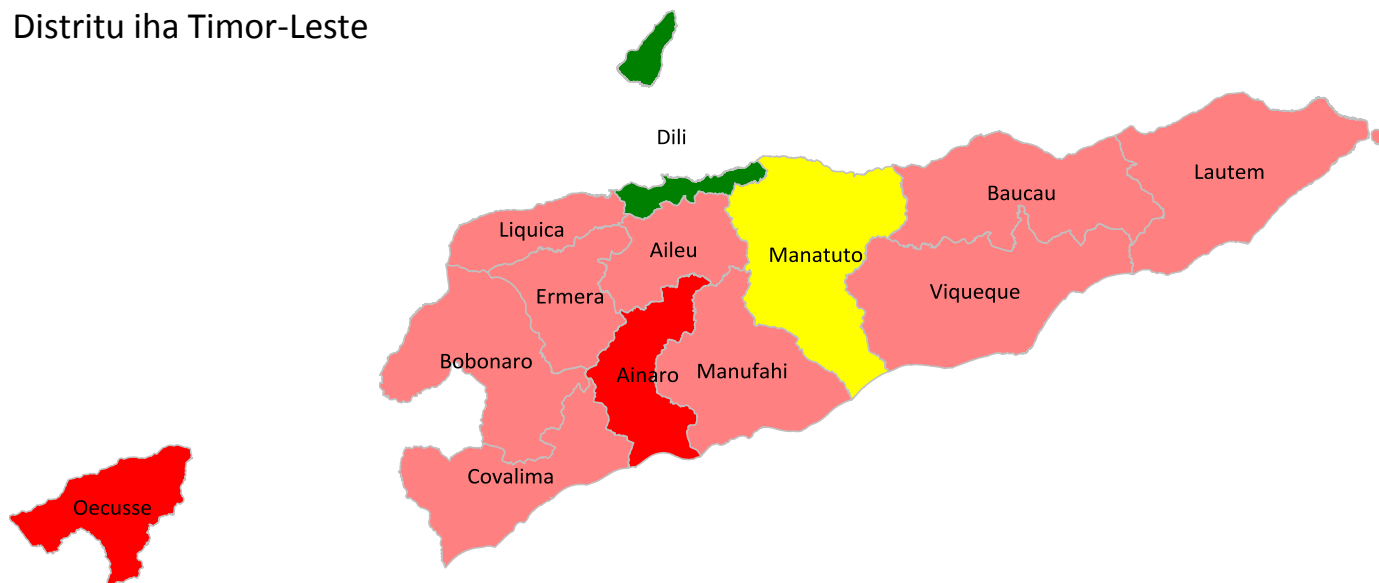 Distritu iha Timor-Leste
Dili
Lautem
Baucau
Liquica
Aileu
Manatuto
Ermera
Viqueque
Bobonaro
Ainaro
Manufahi
Covalima
Oecusse